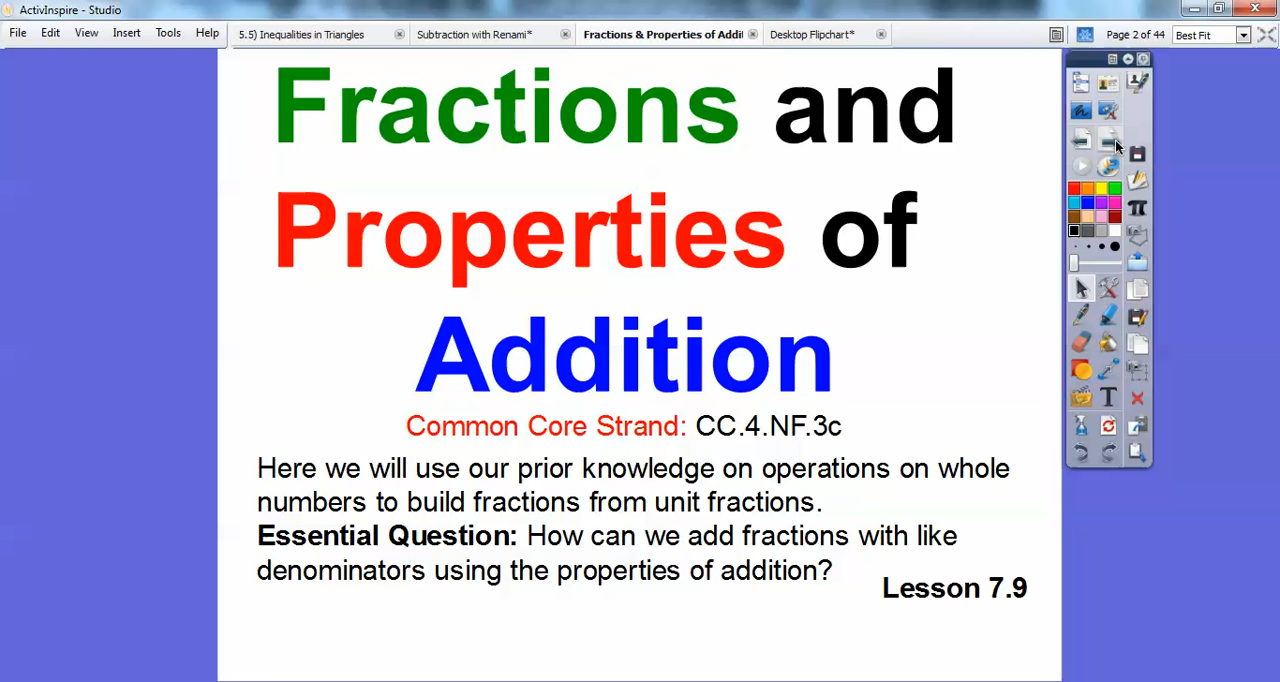 ActivInspire - Studio
File Edit View Insert Tools Help
5.5) Inequalities in Triangles Subtraction with Renami* Fractions & Properties of Addit Desktop Flipchart* Page 2 of 44 Best Fit
Fractions and
Properties of
Addition
Common Core Strand: CC.4.NF.3c
Here we will use our prior knowledge on operations on whole
numbers to build fractions from unit fractions.
Essential Question: How can we add fractions with like
denominators using the properties of addition?
Lesson 7.9